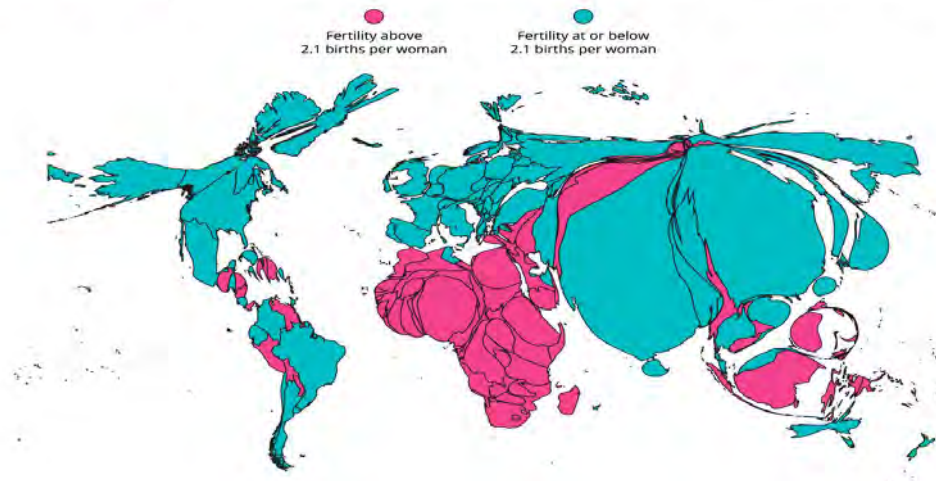 Fertility above
2.1 births per woman
Fertility at or below
2.1 births per woman